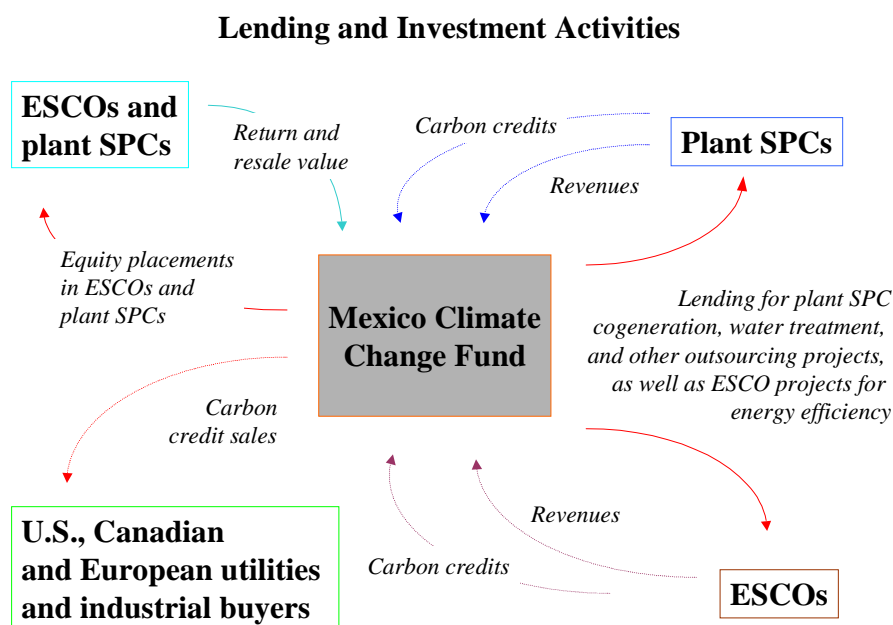 Lending and Investment Activities
ESCOs and
plant SPCs
Return and
resale value
Carbon credits
Revenues
Plant SPCs
Equity placements
in ESCOs and
plant SPCs
Mexico Climate
Change Fund
Lending for plant SPC
cogeneration, water treatment,
and other outsourcing projects,
as well as ESCO projects for
energy efficiency
Carbon
credit sales
U.S., Canadian
and European utilities
and industrial buyers
Revenues
Carbon credits
ESCOs